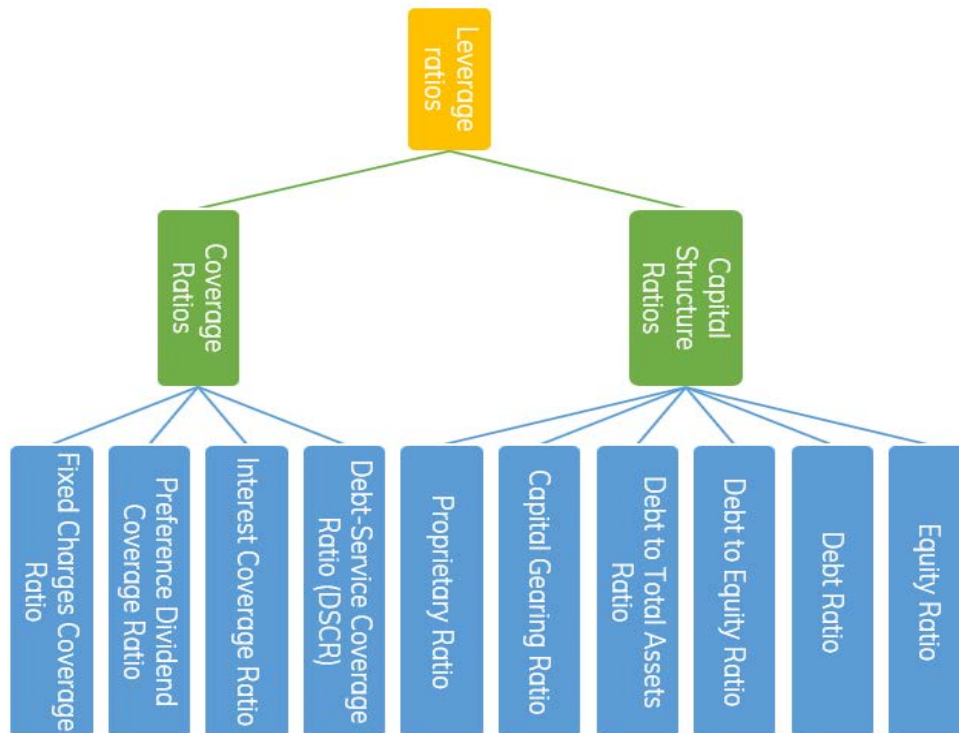 Leverage
ratios
Capital
Structure
Ratios
Equity Ratio
Debt Ratio
Debt to Equity Ratio
Debt to Total Assets
Ratio
Capital Gearing Ratio
Proprietary Ratio
Coverage
Ratios
Debt-Service Coverage
Ratio (DSCR)
Interest Coverage Ratio
Preference Dividend
Coverage Ratio
Fixed Charges Coverage
Ratio